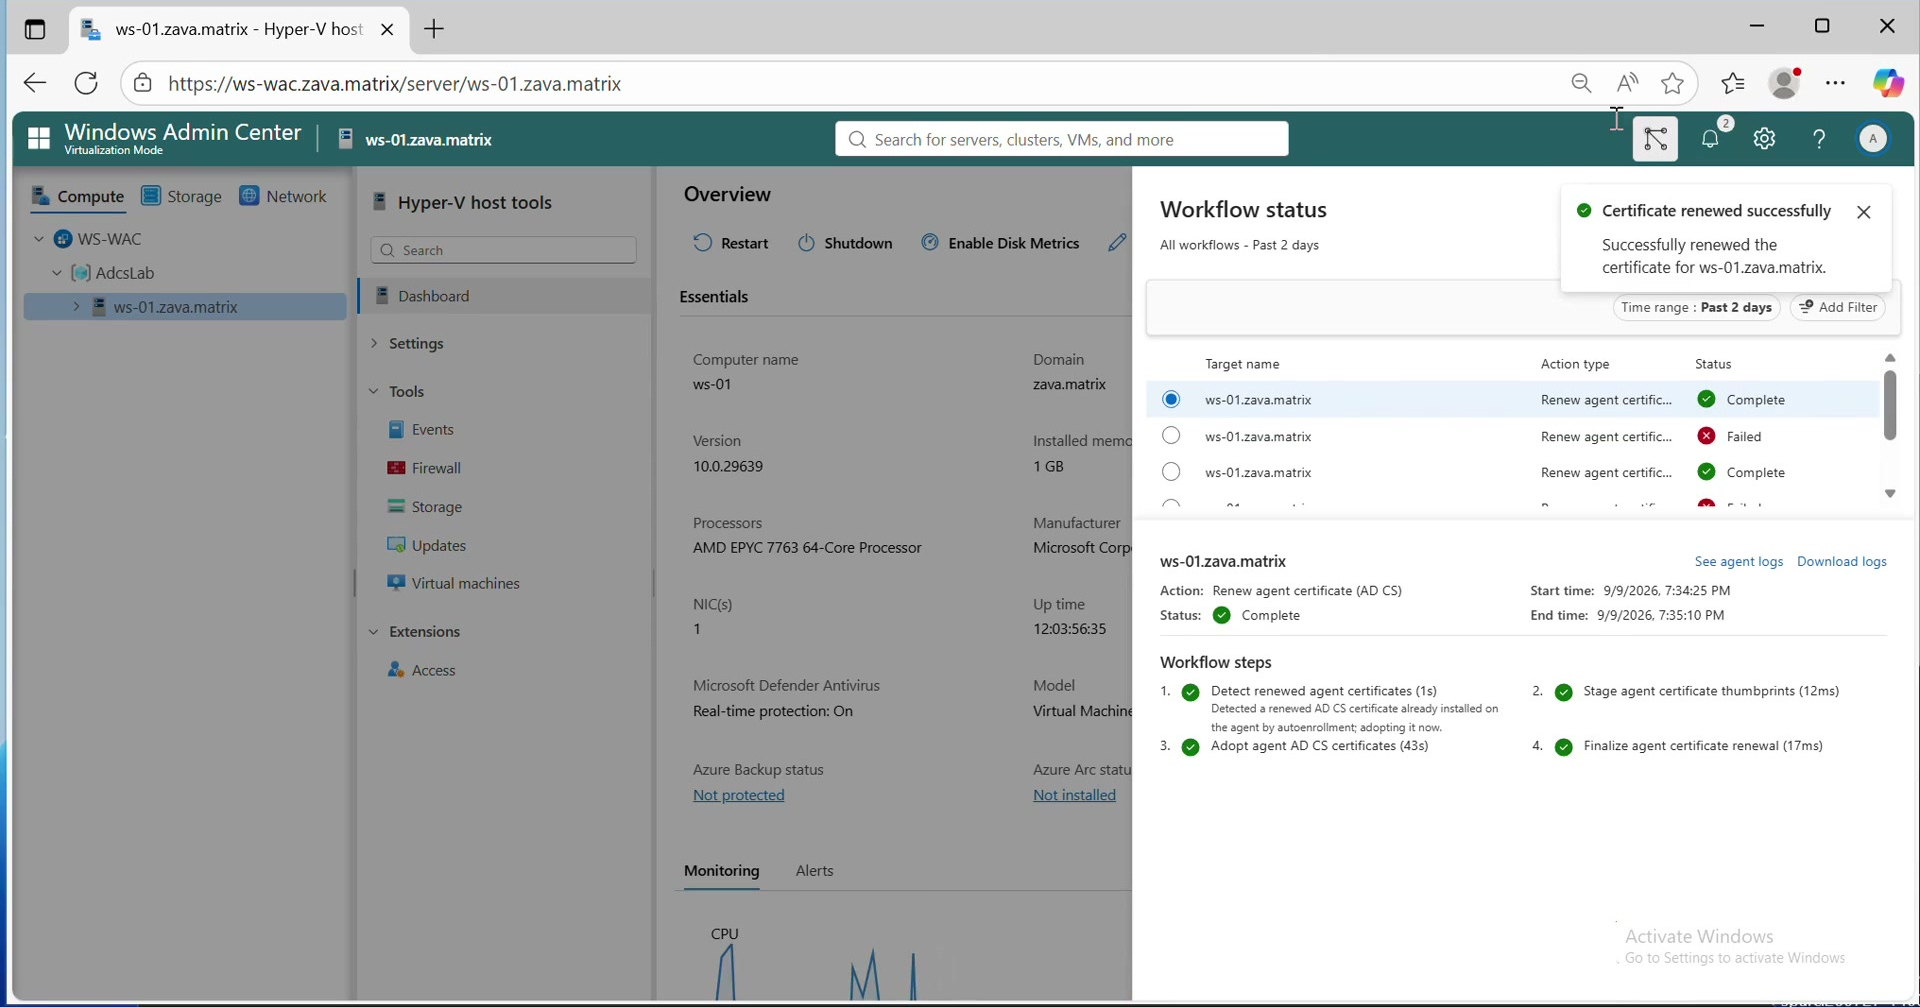 ws-01.zava.matrix - Hyper-V host
https://ws-wac.zava.matrix/server/ws-01.zava.matrix
Windows Admin Center
Virtualization Mode
ws-01.zava.matrix
Search for servers, clusters, VMs, and more
2
A
Compute
Storage
Network
WS-WAC
AdcsLab
ws-01.zava.matrix
Hyper-V host tools
Search
Dashboard
Settings
Tools
Events
Firewall
Storage
Updates
Virtual machines
Extensions
Access
Overview
Restart
Shutdown
Enable Disk Metrics
Essentials
Computer name
ws-01
Domain
zava.matrix
Version
10.0.29639
Installed memo
1 GB
Processors
AMD EPYC 7763 64-Core Processor
Manufacturer
Microsoft Corp
NIC(s)
1
Up time
12:03:56:35
Microsoft Defender Antivirus
Real-time protection: On
Model
Virtual Machine
Azure Backup status
Not protected
Azure Arc statu
Not installed
Monitoring
Alerts
CPU
Workflow status
All workflows - Past 2 days
Certificate renewed successfully
Successfully renewed the
certificate for ws-01.zava.matrix.
Time range : Past 2 days
Add Filter
Target name Action type Status
ws-01.zava.matrix Renew agent certific... Complete
ws-01.zava.matrix Renew agent certific... Failed
ws-01.zava.matrix Renew agent certific... Complete
ws-01.zava.matrix
See agent logs
Download logs
Action: Renew agent certificate (AD CS)
Start time: 9/9/2026, 7:34:25 PM
Status: Complete
End time: 9/9/2026, 7:35:10 PM
Workflow steps
1. Detect renewed agent certificates (1s)
Detected a renewed AD CS certificate already installed on
the agent by autoenrollment; adopting it now.
2. Stage agent certificate thumbprints (12ms)
3. Adopt agent AD CS certificates (43s)
4. Finalize agent certificate renewal (17ms)
Activate Windows
Go to Settings to activate Windows